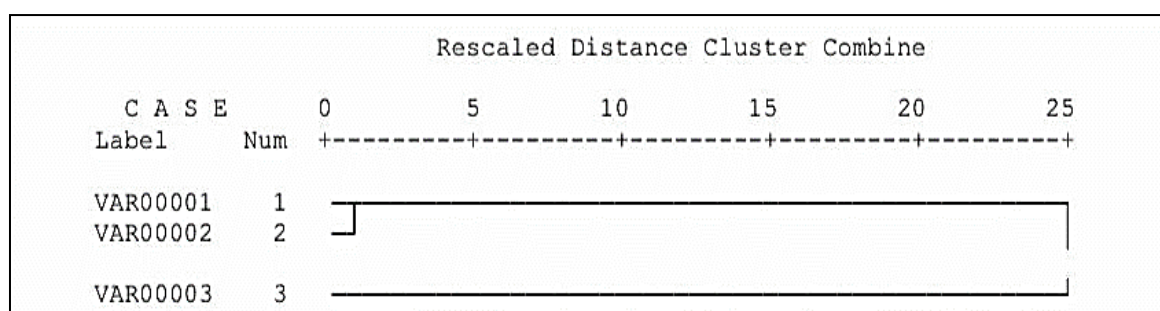 Rescaled Distance Cluster Combine
C A S E 0 5 10 15 20 25
Label Num +---------+---------+---------+---------+---------+
VAR00001 1
VAR00002 2
VAR00003 3